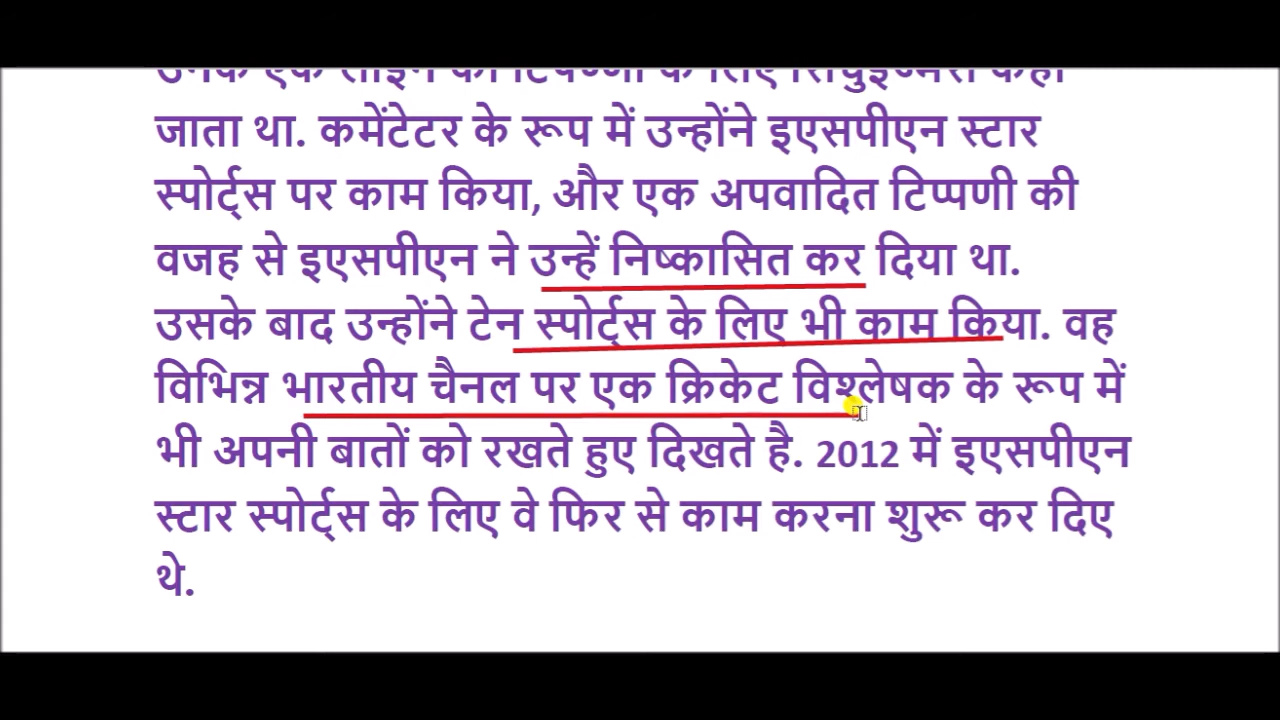 जाता था. कमेंटेटर के रूप में उन्होंने इएसपीएन स्टार
स्पोर्ट्स पर काम किया, और एक अपवादित टिप्पणी की
वजह से इएसपीएन ने उन्हें निष्कासित कर दिया था.
उसके बाद उन्होंने टेन स्पोर्ट्स के लिए भी काम किया. वह
विभिन्न भारतीय चैनल पर एक क्रिकेट विश्लेषक के रूप में
भी अपनी बातों को रखते हुए दिखते है. 2012 में इएसपीएन
स्टार स्पोर्ट्स के लिए वे फिर से काम करना शुरू कर दिए
थे.